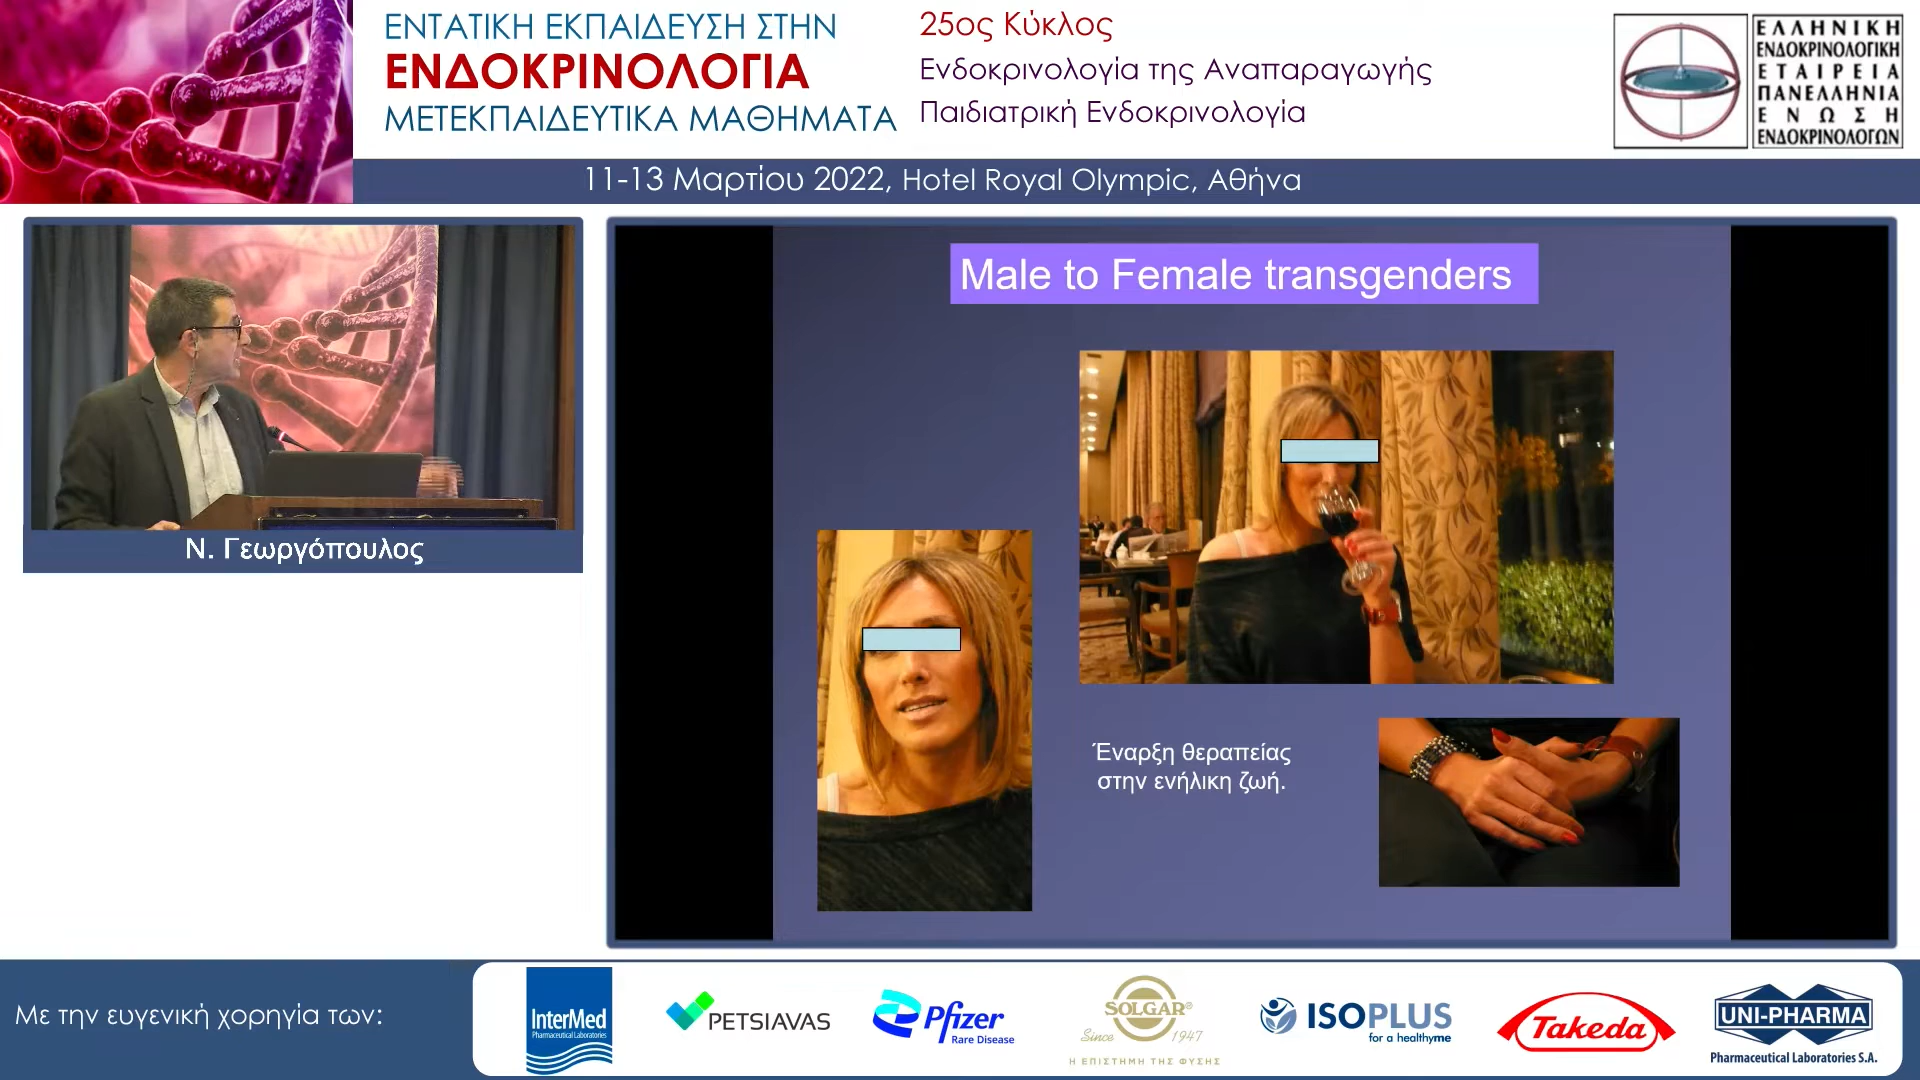 ΕΝΤΑΤΙΚΗ ΕΚΠΑΙΔΕΥΣΗ ΣΤΗΝ
ΕΝΔΟΚΡΙΝΟΛΟΓΙΑ
ΜΕΤΕΚΠΑΙΔΕΥΤΙΚΑ ΜΑΘΗΜΑΤΑ
25ος Κύκλος
Ενδοκρινολογία της Αναπαραγωγής
Παιδιατρική Ενδοκρινολογία
ΕΛΛΗΝΙΚΗ
ΕΝΔΟΚΡΙΝΟΛΟΓΙΚΗ
ΕΤΑΙΡΕΙΑ
ΠΑΝΕΛΛΗΝΙΑ
ΕΝΩΣΗ
ΕΝΔΟΚΡΙΝΟΛΟΓΩΝ
11-13 Μαρτίου 2022, Hotel Royal Olympic, Αθήνα
Ν. Γεωργόπουλος
Male to Female transgenders
Έναρξη θεραπείας
στην ενήλικη ζωή.
Με την ευγενική χορηγία των:
InterMed
Pharmaceutical Laboratories
PETSIAVAS
Pfizer
Rare Disease
SOLGAR®
Since 1947
Η ΕΠΙΣΤΗΜΗ ΤΗΣ ΦΥΣΗΣ
ISOPLUS
for a healthyme
Takeda
UNI-PHARMA
Pharmaceutical Laboratories S.A.